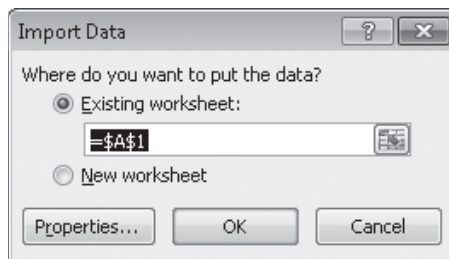 Import Data
Where do you want to put the data?
Existing worksheet:
=$A$1
New worksheet
Properties... OK Cancel